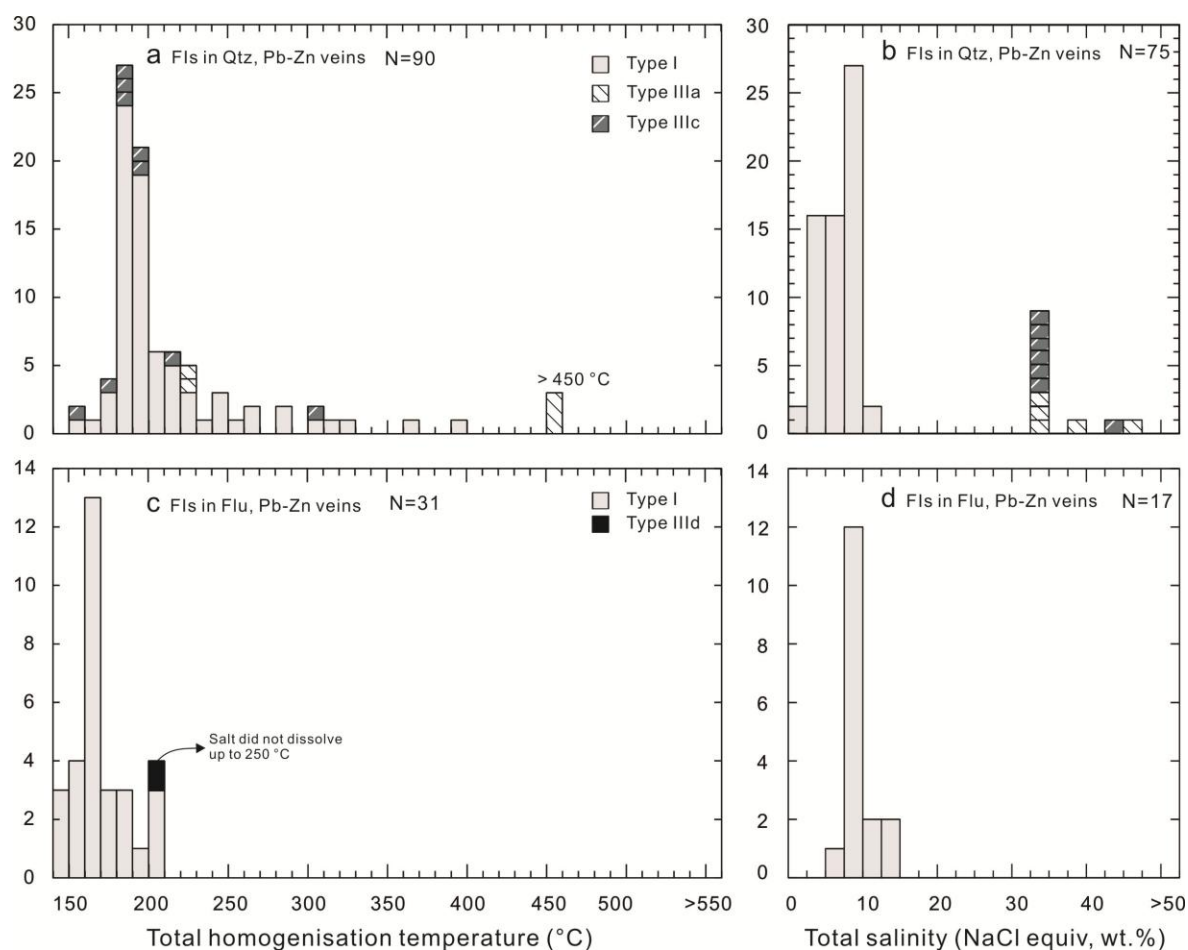 30
25
20
15
10
5
0
a FIs in Qtz, Pb-Zn veins N=90
Type I
Type IIIa
Type IIIc
> 450 °C
30
25
20
15
10
5
0
b FIs in Qtz, Pb-Zn veins N=75
14
12
10
8
6
4
2
0
c FIs in Flu, Pb-Zn veins N=31
Type I
Type IIId
Salt did not dissolve
up to 250 °C
150 200 250 300 350 400 450 500 >550
Total homogenisation temperature (°C)
14
12
10
8
6
4
2
0
d FIs in Flu, Pb-Zn veins N=17
0 10 20 30 40 >50
Total salinity (NaCl equiv, wt.%)